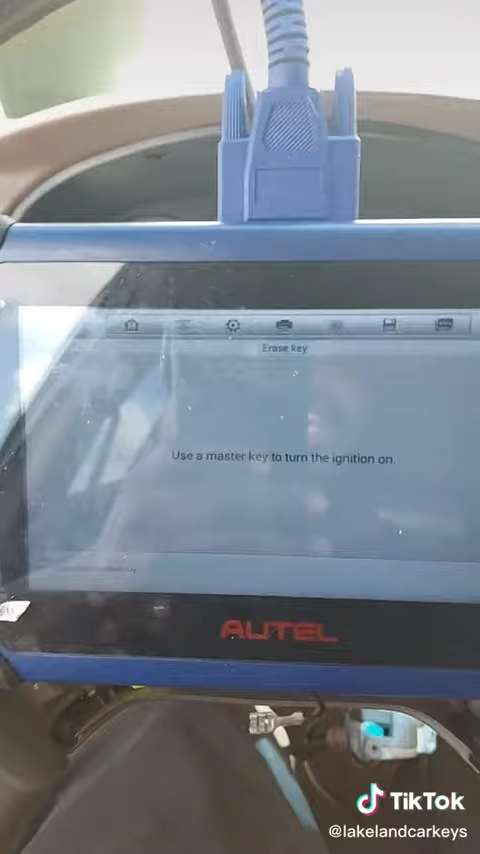 Erase key
Use a master key to turn the ignition on.
AUTEL
TikTok
@lakelandcarkeys